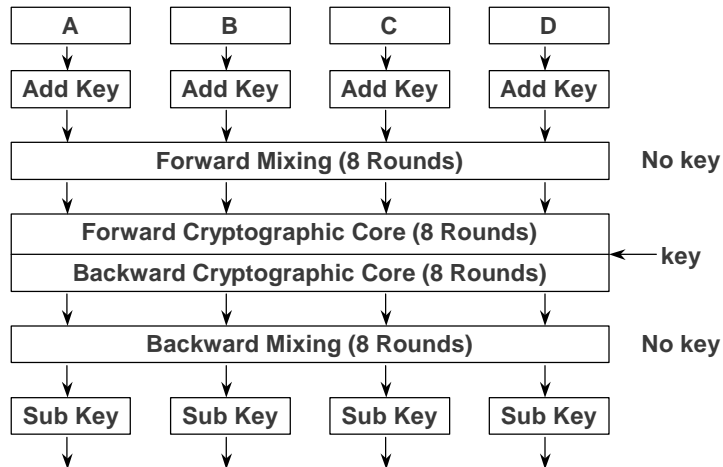 A B C D
Add Key Add Key Add Key Add Key
Forward Mixing (8 Rounds) No key
Forward Cryptographic Core (8 Rounds)
key
Backward Cryptographic Core (8 Rounds)
Backward Mixing (8 Rounds) No key
Sub Key Sub Key Sub Key Sub Key